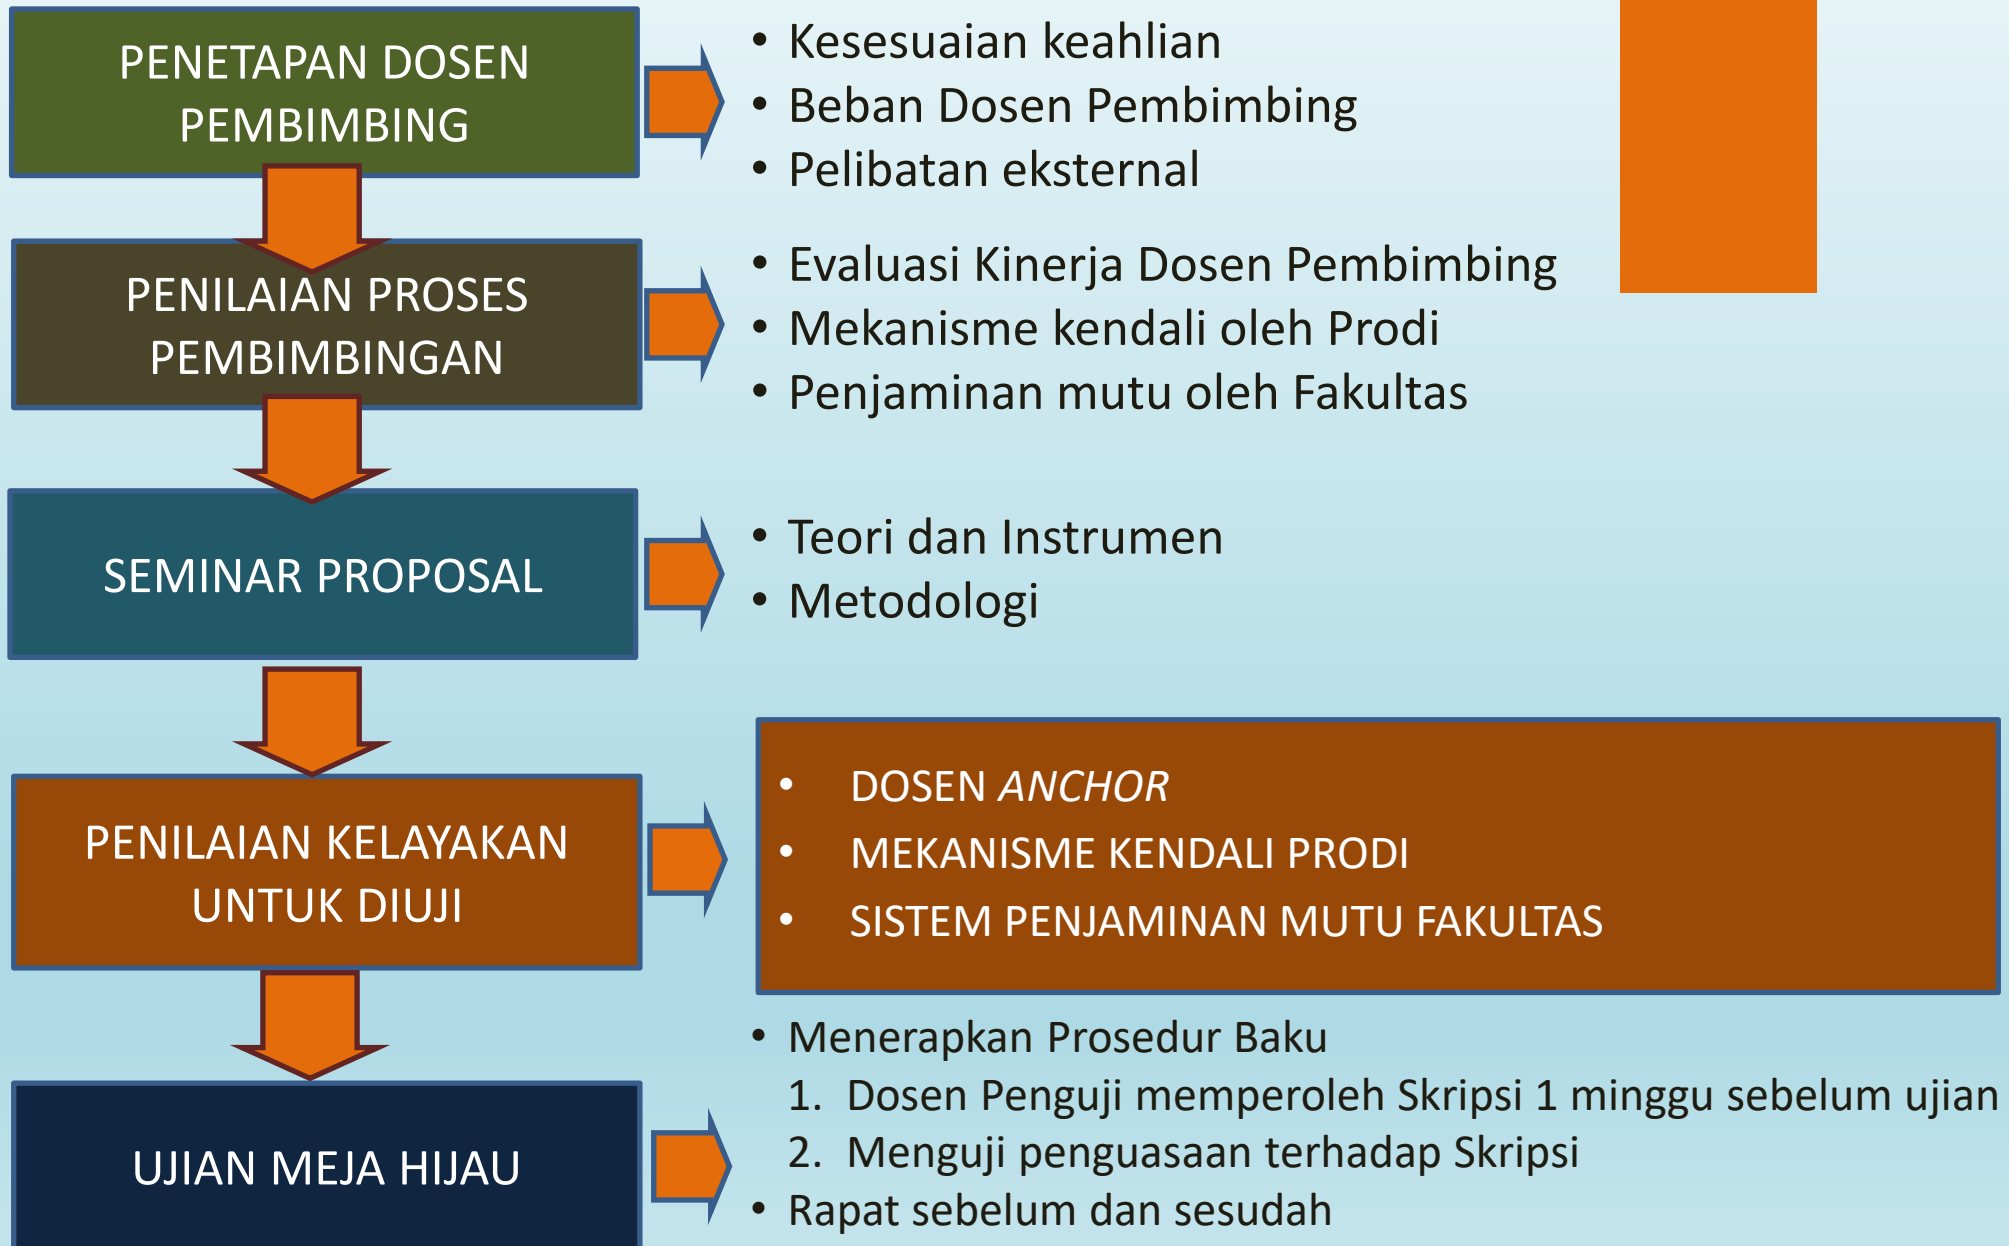 PENETAPAN DOSEN
PEMBIMBING
• Kesesuaian keahlian
• Beban Dosen Pembimbing
• Pelibatan eksternal
PENILAIAN PROSES
PEMBIMBINGAN
• Evaluasi Kinerja Dosen Pembimbing
• Mekanisme kendali oleh Prodi
• Penjaminan mutu oleh Fakultas
SEMINAR PROPOSAL
• Teori dan Instrumen
• Metodologi
PENILAIAN KELAYAKAN
UNTUK DIUJI
• DOSEN ANCHOR
• MEKANISME KENDALI PRODI
• SISTEM PENJAMINAN MUTU FAKULTAS
UJIAN MEJA HIJAU
• Menerapkan Prosedur Baku
1. Dosen Penguji memperoleh Skripsi 1 minggu sebelum ujian
2. Menguji penguasaan terhadap Skripsi
• Rapat sebelum dan sesudah